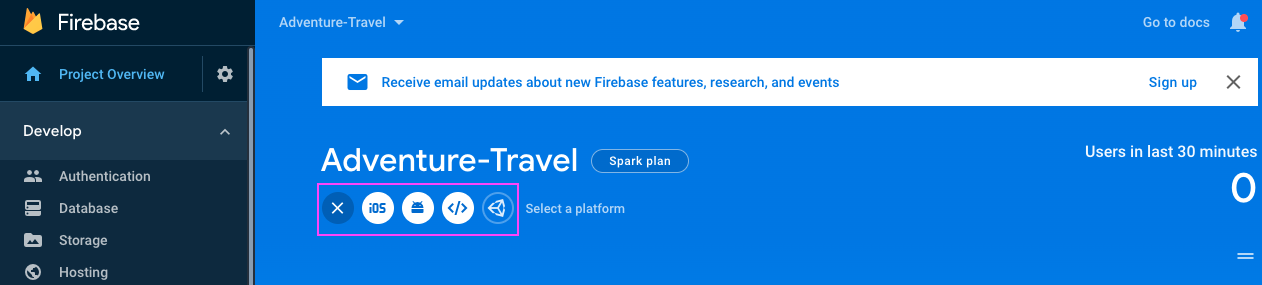 Firebase
Adventure-Travel
Go to docs
Project Overview
Receive email updates about new Firebase features, research, and events
Sign up
Develop
Adventure-Travel
Spark plan
Users in last 30 minutes
0
iOS
</>
Select a platform
Authentication
Database
Storage
Hosting